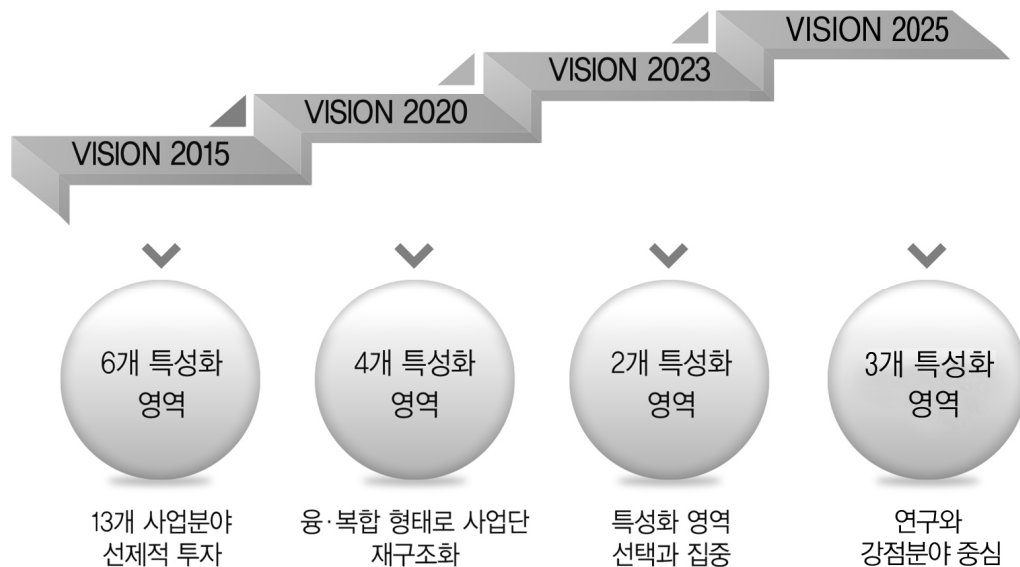 VISION 2025
VISION 2023
VISION 2020
VISION 2015
6개 특성화
영역
4개 특성화
영역
2개 특성화
영역
3개 특성화
영역
13개 사업분야
선제적 투자
융·복합 형태로 사업단
재구조화
특성화 영역
선택과 집중
연구와
강점분야 중심